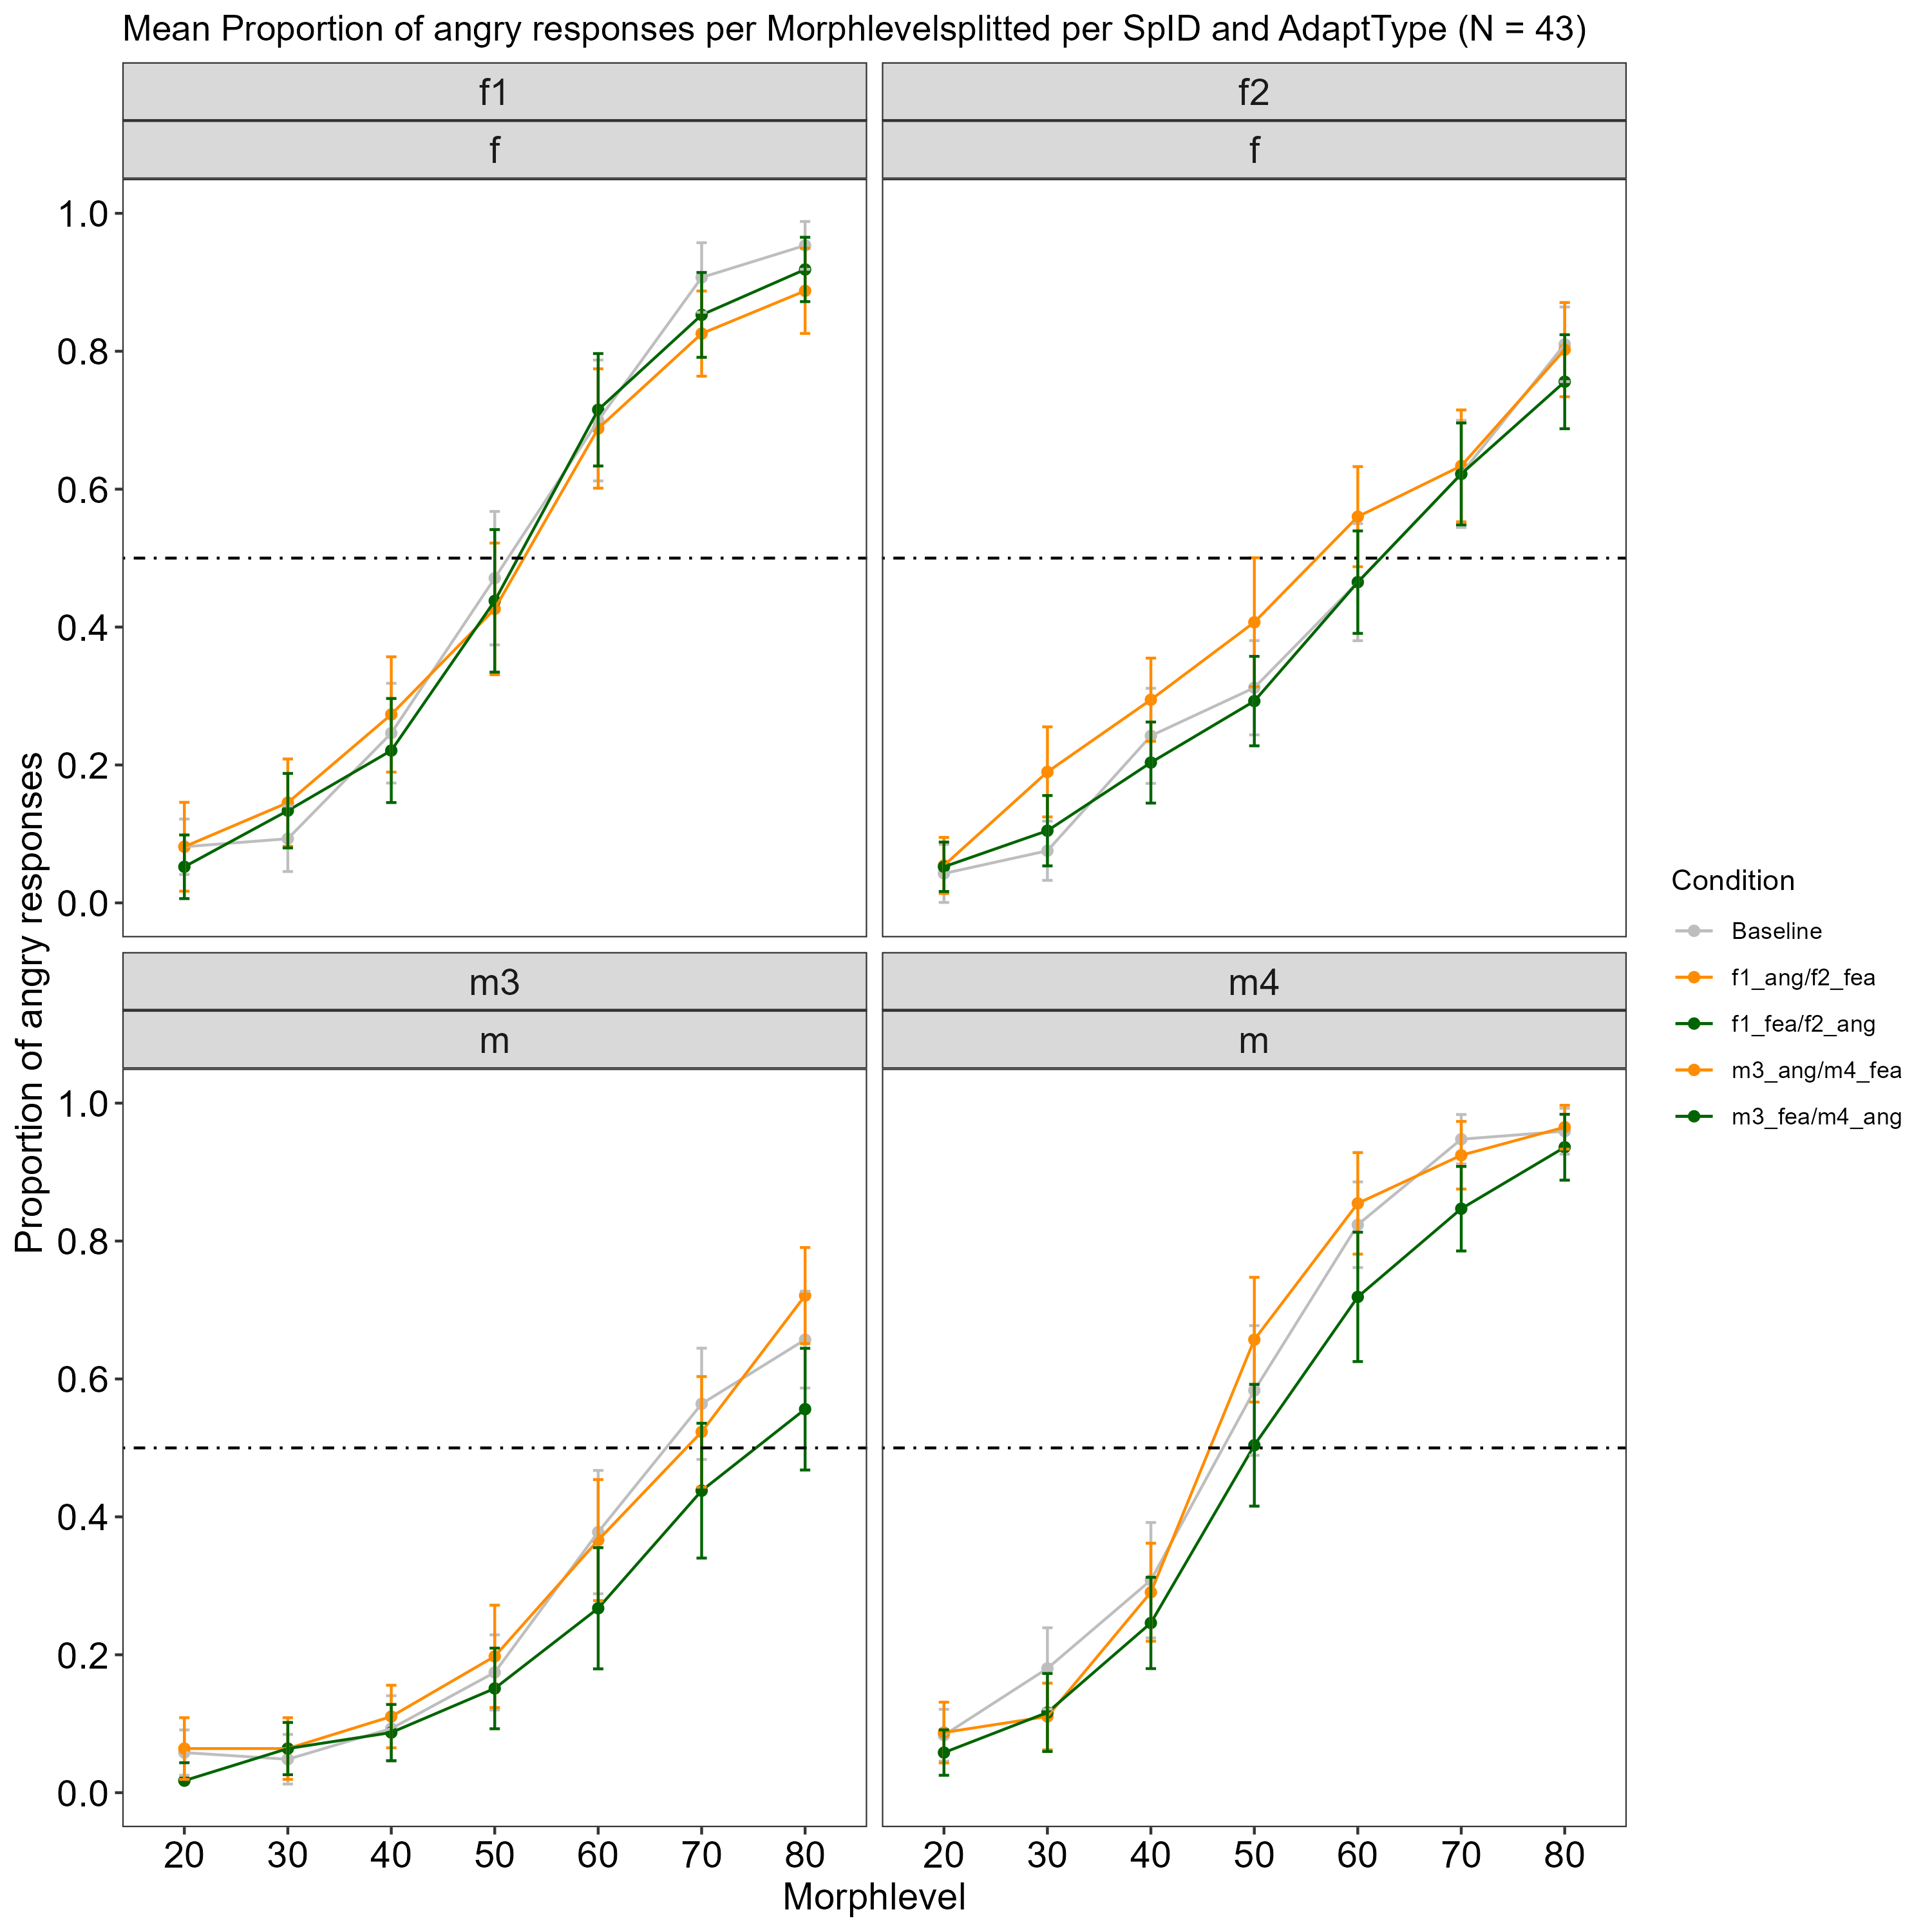 Mean Proportion of angry responses per Morphlevelsplitted per SpID and AdaptType (N = 43)
f1
f2
f
f
1.0
0.8
0.6
0.4
0.2
0.0
m3
m4
m
m
1.0
0.8
0.6
0.4
0.2
0.0
20 30 40 50 60 70 80
20 30 40 50 60 70 80
Morphlevel
Proportion of angry responses
Condition
Baseline
f1_ang/f2_fea
f1_fea/f2_ang
m3_ang/m4_fea
m3_fea/m4_ang